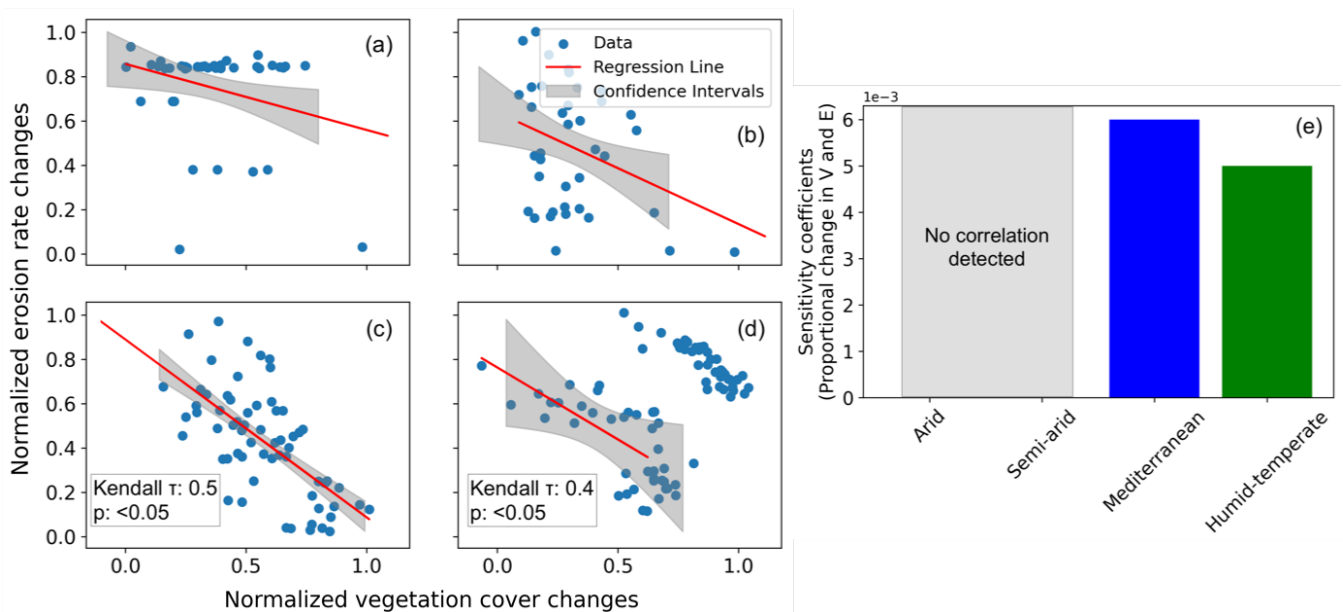 Normalized erosion rate changes
1.0
0.8
0.6
0.4
0.2
0.0
(a)
Data
Regression Line
Confidence Intervals
(b)
1.0
0.8
0.6
0.4
0.2
0.0
(c)
Kendall τ: 0.5
p: <0.05
0.0
0.5
1.0
(d)
Kendall τ: 0.4
p: <0.05
0.0
0.5
1.0
Normalized vegetation cover changes
Sensitivity coefficients
(Proportional change in V and E)
1e−3
6
5
4
3
2
1
0
No correlation
detected
(e)
Arid
Semi-arid
Mediterranean
Humid-temperate